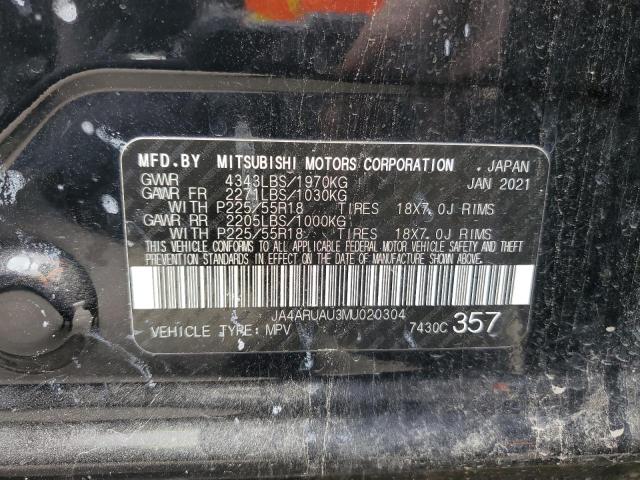 MFD.BY MITSUBISHI MOTORS CORPORATION , JAPAN
GVWR 4343LBS/1970KG JAN 2021
GAWR FR 2271LBS/1030KG
WITH P225/55R18 TIRES 18X7.0J RIMS
GAWR RR 2205LBS/1000KG
WITH P225/55R18 TIRES 18X7.0J RIMS
THIS VEHICLE CONFORMS TO ALL APPLICABLE FEDERAL MOTOR VEHICLE SAFETY AND THEFT
PREVENTION STANDARDS IN EFFECT ON THE DATE OF MANUFACTURE SHOWN ABOVE.
JA4ARUAU3MU020304
VEHICLE TYPE: MPV 7430C 357